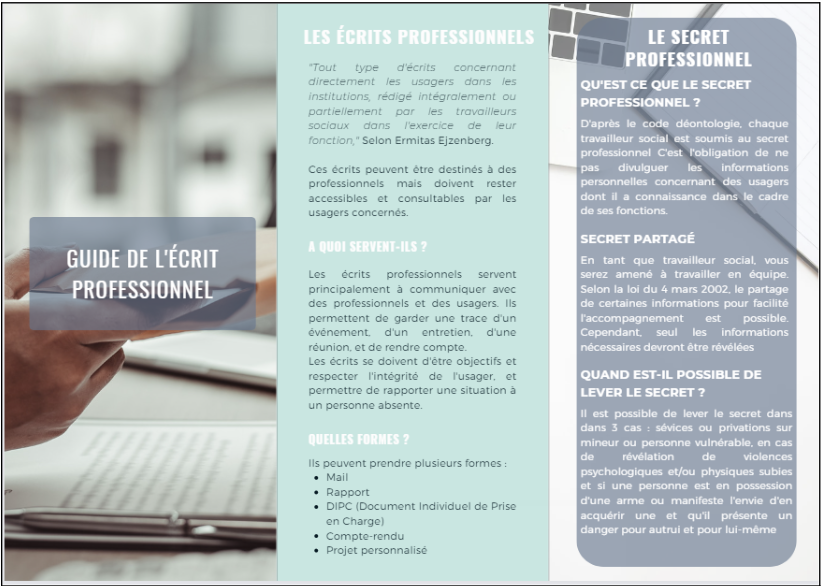 GUIDE DE L'ÉCRIT
PROFESSIONNEL
LES ÉCRITS PROFESSIONNELS
"Tout type d'écrits concernant
directement les usagers dans les
institutions, rédigé intégralement ou
partiellement par les travailleurs
sociaux dans l'exercice de leur
fonction," Selon Ermitas Ejzenberg.
Ces écrits peuvent être destinés à des
professionnels mais doivent rester
accessibles et consultables par les
usagers concernés.
A QUOI SERVENT-ILS ?
Les écrits professionnels servent
principalement à communiquer avec
des professionnels et des usagers. Ils
permettent de garder une trace d'un
événement, d'un entretien, d'une
réunion, et de rendre compte.
Les écrits se doivent d'être objectifs et
respecter l'intégrité de l'usager, et
permettre de rapporter une situation à
un personne absente.
QUELLES FORMES ?
Ils peuvent prendre plusieurs formes :
• Mail
• Rapport
• DIPC (Document Individuel de Prise
en Charge)
• Compte-rendu
• Projet personnalisé
LE SECRET
PROFESSIONNEL
QU'EST CE QUE LE SECRET
PROFESSIONNEL ?
D'après le code déontologie, chaque
travailleur social est soumis au secret
professionnel C'est l'obligation de ne
pas divulguer les informations
personnelles concernant des usagers
dont il a connaissance dans le cadre
de ses fonctions.
SECRET PARTAGÉ
En tant que travailleur social, vous
serez amené à travailler en équipe.
Selon la loi du 4 mars 2002, le partage
de certaines informations pour facilité
l'accompagnement est possible.
Cependant, seul les informations
nécessaires devront être révélées
QUAND EST-IL POSSIBLE DE
LEVER LE SECRET ?
Il est possible de lever le secret dans
dans 3 cas : sévices ou privations sur
mineur ou personne vulnérable, en cas
de révélation de violences
psychologiques et/ou physiques subies
et si une personne est en possession
d'une arme ou manifeste l'envie d'en
acquérir une et qu'il présente un
danger pour autrui et pour lui-même